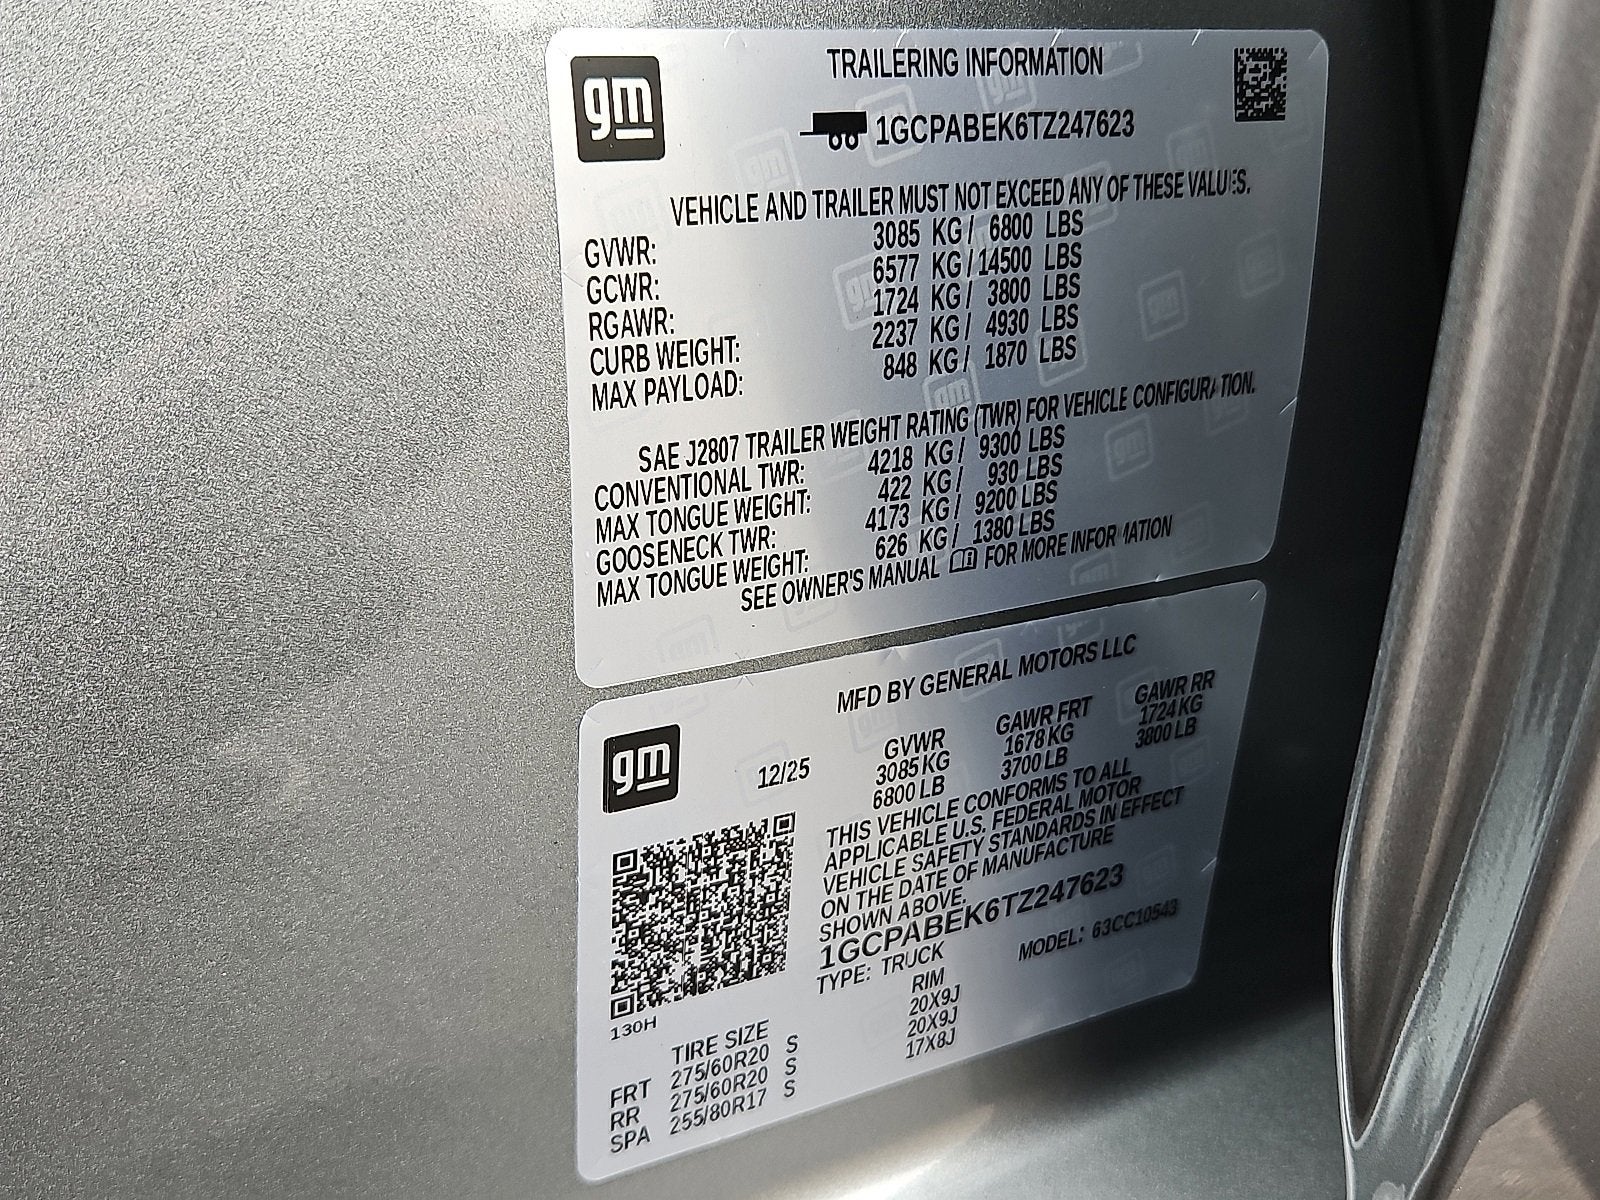 gm
TRAILERING INFORMATION
1GCPABEK6TZ247623
VEHICLE AND TRAILER MUST NOT EXCEED ANY OF THESE VALUES.
GVWR: 3085 KG / 6800 LBS
GCWR: 6577 KG / 14500 LBS
RGAWR: 1724 KG / 3800 LBS
CURB WEIGHT: 2237 KG / 4930 LBS
MAX PAYLOAD: 848 KG / 1870 LBS
SAE J2807 TRAILER WEIGHT RATING (TWR) FOR VEHICLE CONFIGURATION.
CONVENTIONAL TWR: 4218 KG / 9300 LBS
MAX TONGUE WEIGHT: 422 KG / 930 LBS
GOOSENECK TWR: 4173 KG / 9200 LBS
MAX TONGUE WEIGHT: 626 KG / 1380 LBS
SEE OWNER'S MANUAL FOR MORE INFORMATION
gm
MFD BY GENERAL MOTORS LLC
12/25
GVWR GAWR FRT GAWR RR
3085 KG 1678 KG 1724 KG
6800 LB 3700 LB 3800 LB
THIS VEHICLE CONFORMS TO ALL
APPLICABLE U.S. FEDERAL MOTOR
VEHICLE SAFETY STANDARDS IN EFFECT
ON THE DATE OF MANUFACTURE
SHOWN ABOVE.
1GCPABEK6TZ247623
TYPE: TRUCK MODEL: 63CC10543
130H
TIRE SIZE RIM
FRT 275/60R20 S 20X9J
RR 275/60R20 S 20X9J
SPA 255/80R17 S 17X8J